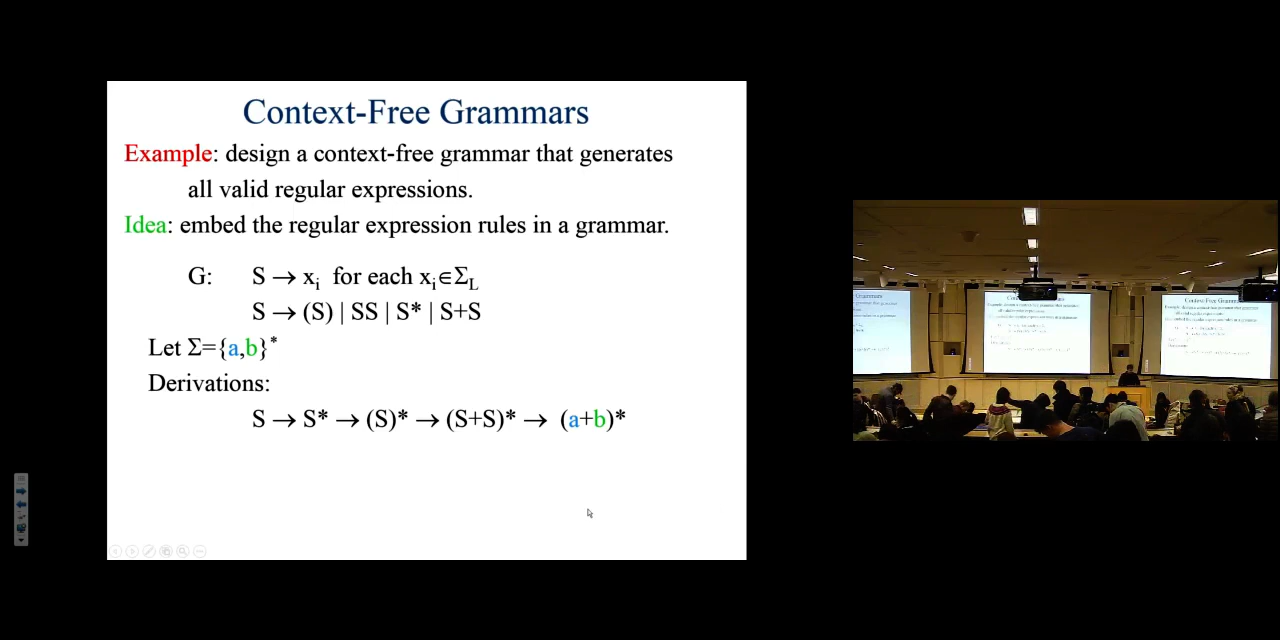 Context-Free Grammars
Example: design a context-free grammar that generates
all valid regular expressions.
Idea: embed the regular expression rules in a grammar.
G: S → xᵢ for each xᵢ∈Σ_L
S → (S) | SS | S* | S+S
Let Σ={a,b}*
Derivations:
S → S* → (S)* → (S+S)* → (a+b)*